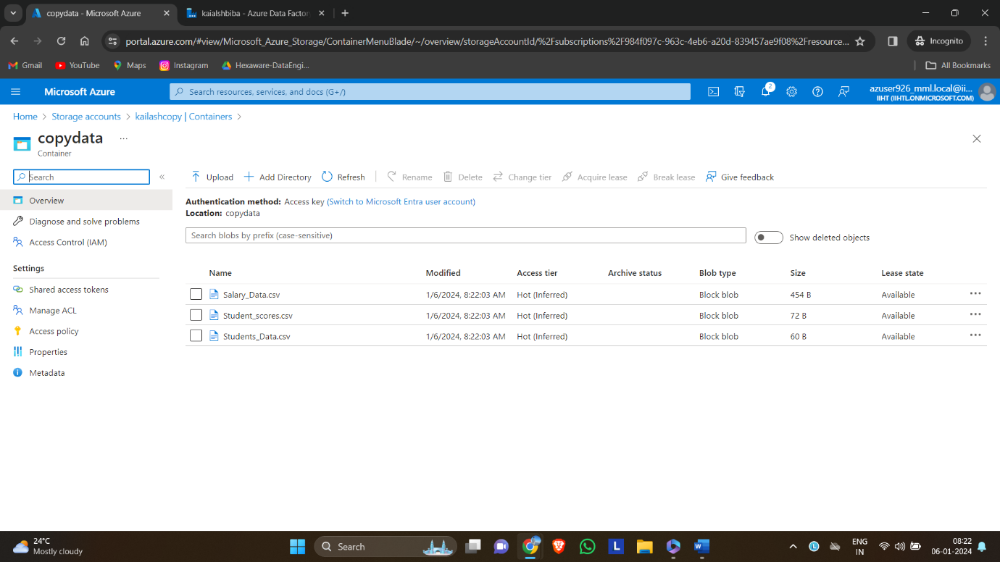 copydata - Microsoft Azure
kaialshbiba - Azure Data Factory
portal.azure.com/#view/Microsoft_Azure_Storage/ContainerMenuBlade/~/overview/storageAccountId/%2Fsubscriptions%2F984f097c-963c-4eb6-a20d-839457ae9f08%2Fresource...
Incognito
Gmail YouTube Maps Instagram Hexaware-DataEngi... All Bookmarks
Microsoft Azure
Search resources, services, and docs (G+/)
2
azuser926_mml.local@ii...
IIHT (IIHTL.ONMICROSOFT.COM)
Home > Storage accounts > kailashcopy | Containers >
copydata ...
Container
Search «
Upload Add Directory Refresh Rename Delete Change tier Acquire lease Break lease Give feedback
Overview
Diagnose and solve problems
Access Control (IAM)
Settings
Shared access tokens
Manage ACL
Access policy
Properties
Metadata
Authentication method: Access key (Switch to Microsoft Entra user account)
Location: copydata
Search blobs by prefix (case-sensitive)
Show deleted objects
Name Modified Access tier Archive status Blob type Size Lease state
Salary_Data.csv 1/6/2024, 8:22:03 AM Hot (Inferred) Block blob 454 B Available
Student_scores.csv 1/6/2024, 8:22:03 AM Hot (Inferred) Block blob 72 B Available
Students_Data.csv 1/6/2024, 8:22:03 AM Hot (Inferred) Block blob 60 B Available
24°C
Mostly cloudy
Search
L
W
L
ENG
IN
08:22
06-01-2024